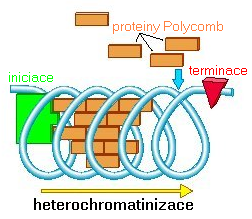 proteiny Polycomb
iniciace
terminace
heterochromatinizace